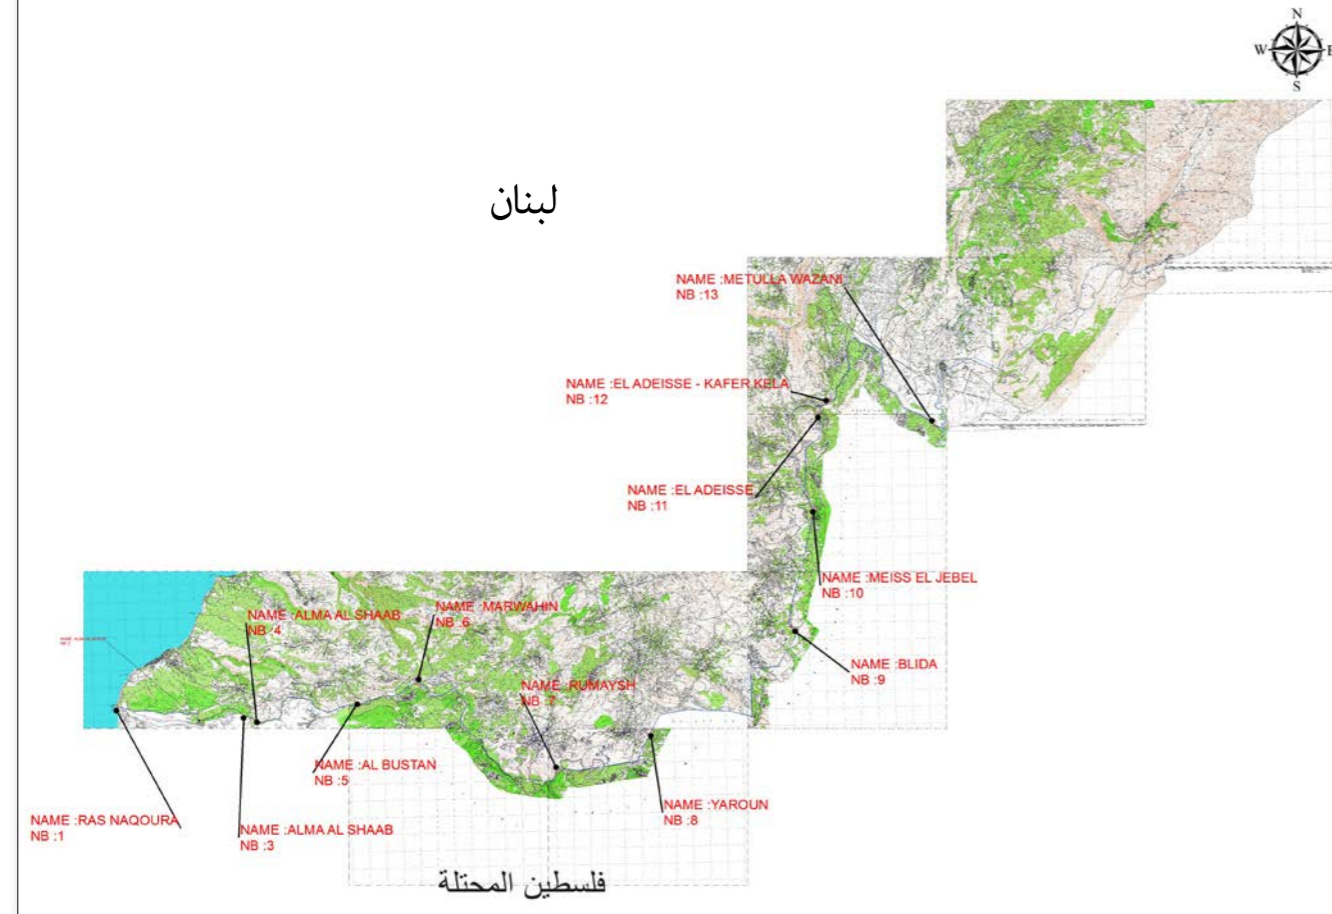 N
W E
S
لبنان
NAME :METULLA WAZANI
NB :13
NAME :EL ADEISSE - KAFER KELA
NB :12
NAME :EL ADEISSE
NB :11
NAME :MEISS EL JEBEL
NB :10
NAME :ALMA AL SHAAB
NB :4
NAME :MARWAHIN
NB :6
NAME :BLIDA
NB :9
NAME :RUMAYSH
NB :7
NAME :AL BUSTAN
NB :5
NAME :YAROUN
NB :8
NAME :RAS NAQOURA
NB :1
NAME :ALMA AL SHAAB
NB :3
فلسطين المحتلة